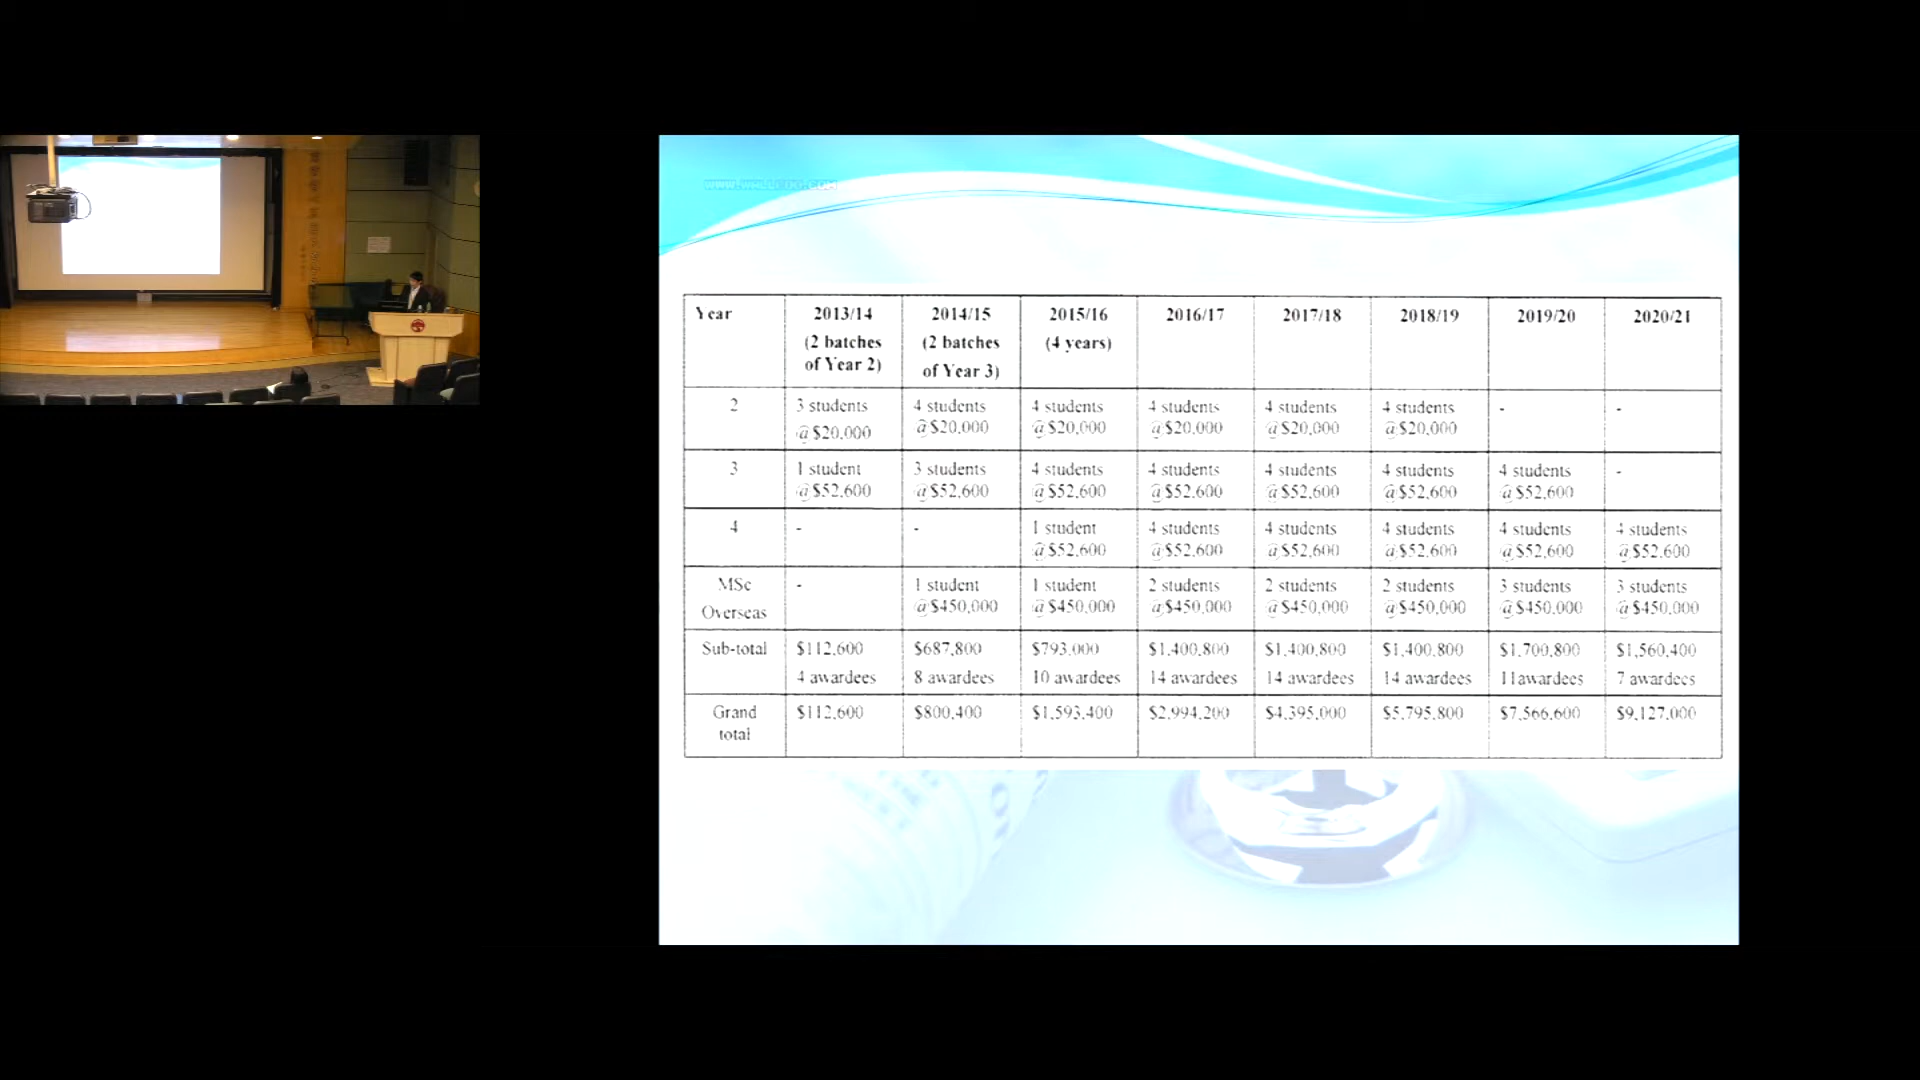 WWW.WALLCOO.COM
Year 2013/14 2014/15 2015/16 2016/17 2017/18 2018/19 2019/20 2020/21
(2 batches (2 batches (4 years)
of Year 2) of Year 3)
2 3 students 4 students 4 students 4 students 4 students 4 students - -
@$20,000 @$20,000 @$20,000 @$20,000 @$20,000 @$20,000
3 1 student 3 students 4 students 4 students 4 students 4 students 4 students -
@$52,600 @$52,600 @$52,600 @$52,600 @$52,600 @$52,600 @$52,600
4 - - 1 student 4 students 4 students 4 students 4 students 4 students
@$52,600 @$52,600 @$52,600 @$52,600 @$52,600 @$52,600
MSc - 1 student 1 student 2 students 2 students 2 students 3 students 3 students
Overseas @$450,000 @$450,000 @$450,000 @$450,000 @$450,000 @$450,000 @$450,000
Sub-total $112,600 $687,800 $793,000 $1,400,800 $1,400,800 $1,400,800 $1,700,800 $1,560,400
4 awardees 8 awardees 10 awardees 14 awardees 14 awardees 14 awardees 11awardees 7 awardees
Grand $112,600 $800,400 $1,593,400 $2,994,200 $4,395,000 $5,795,800 $7,566,600 $9,127,000
total